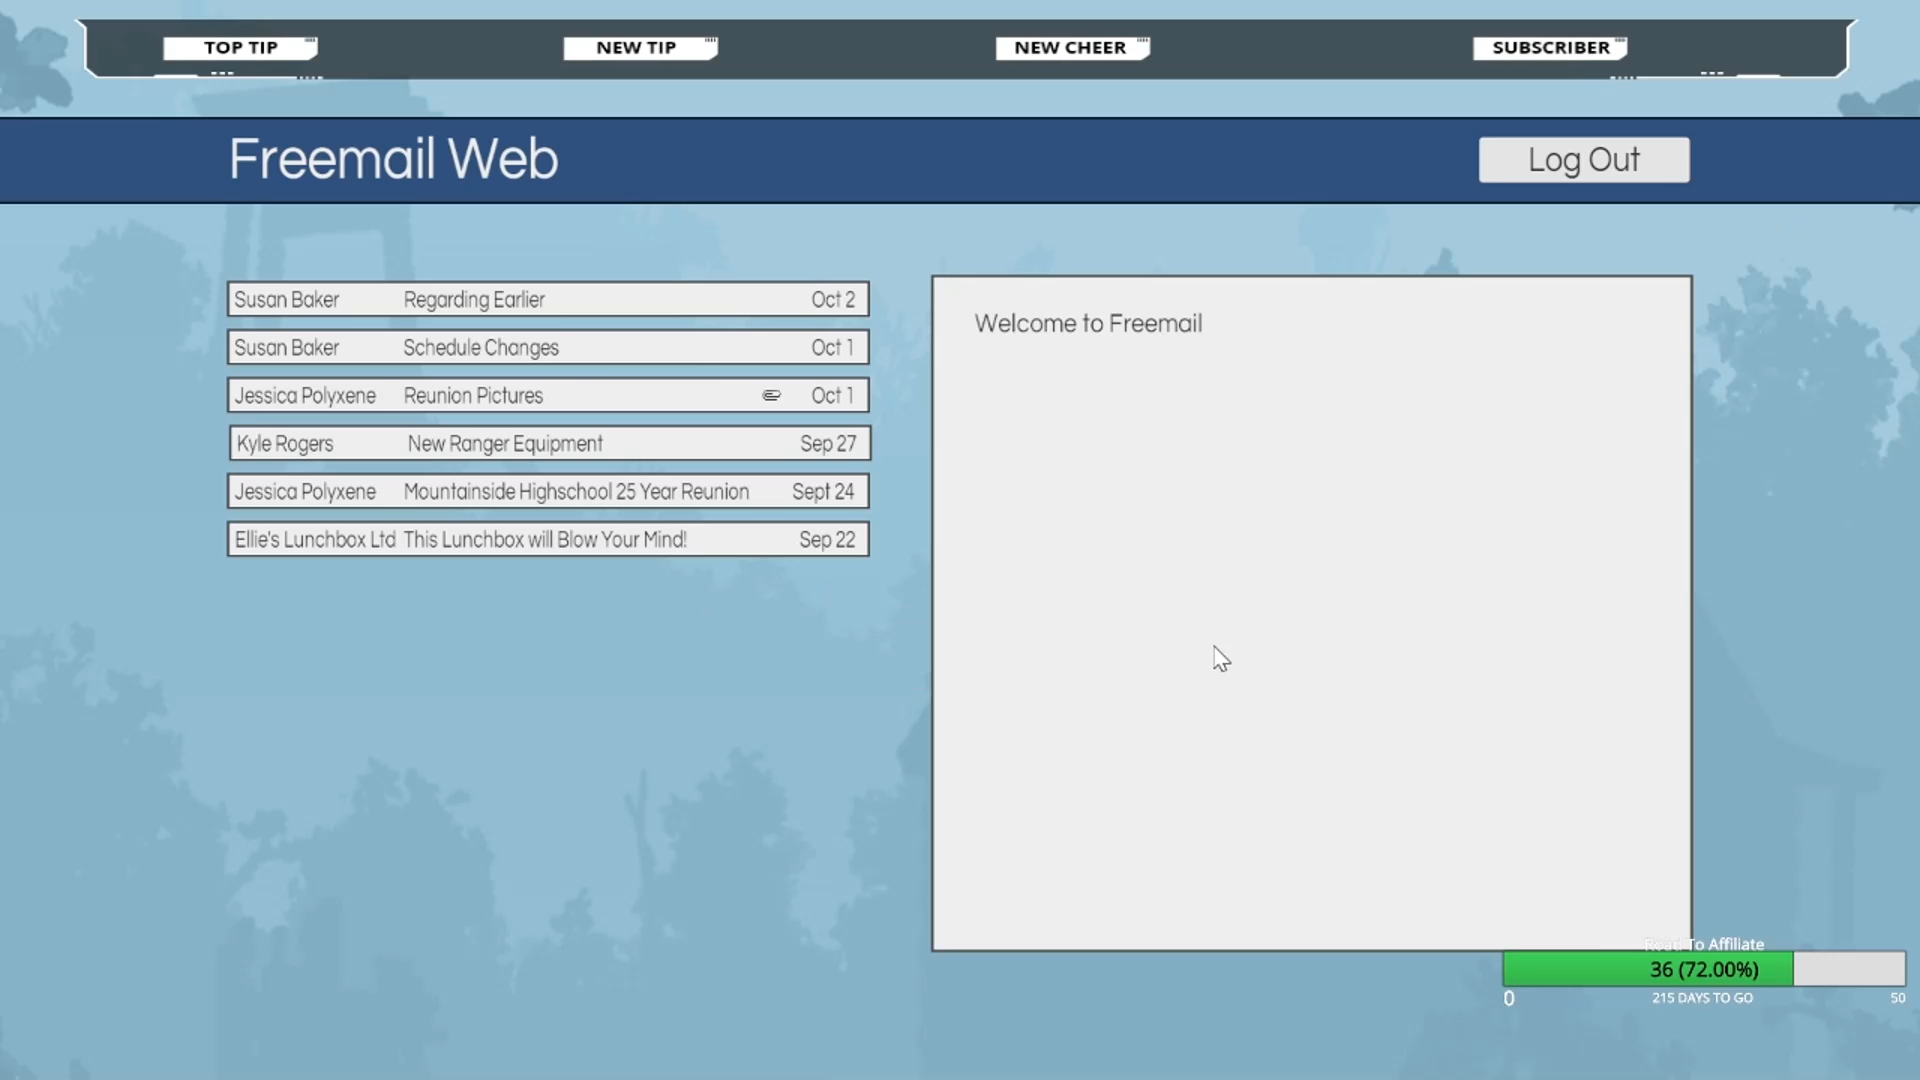 TOP TIP
NEW TIP
NEW CHEER
SUBSCRIBER
Freemail Web
Log Out
Susan Baker Regarding Earlier Oct 2
Susan Baker Schedule Changes Oct 1
Jessica Polyxene Reunion Pictures Oct 1
Kyle Rogers New Ranger Equipment Sep 27
Jessica Polyxene Mountainside Highschool 25 Year Reunion Sept 24
Ellie's Lunchbox Ltd This Lunchbox will Blow Your Mind! Sep 22
Welcome to Freemail
Road To Affiliate
36 (72.00%)
0 215 DAYS TO GO 50